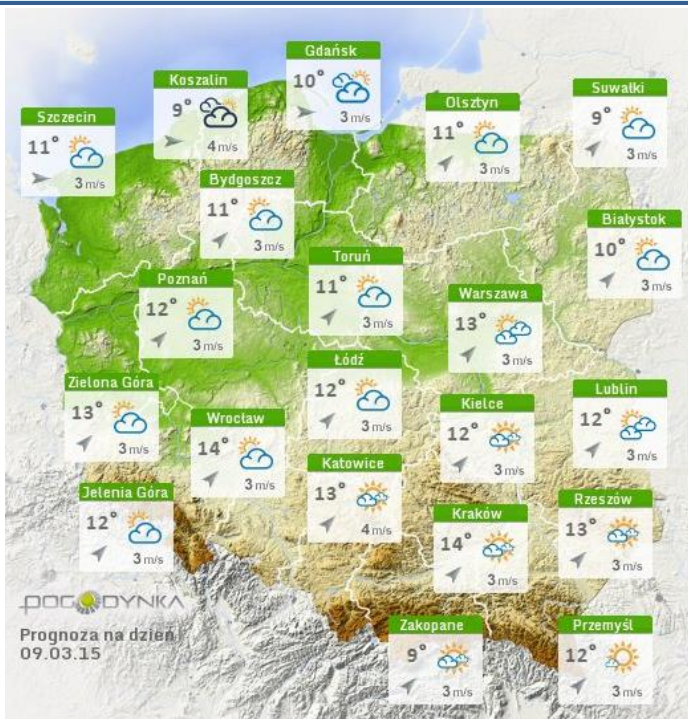 Gdańsk
10°
3 m/s
Koszalin
9°
4 m/s
Suwałki
9°
3 m/s
Olsztyn
11°
3 m/s
Szczecin
11°
3 m/s
Bydgoszcz
11°
3 m/s
Białystok
10°
3 m/s
Toruń
11°
3 m/s
Poznań
12°
3 m/s
Warszawa
13°
3 m/s
Łódź
12°
3 m/s
Zielona Góra
13°
3 m/s
Lublin
12°
3 m/s
Kielce
12°
3 m/s
Wrocław
14°
3 m/s
Katowice
13°
4 m/s
Jelenia Góra
12°
3 m/s
Rzeszów
13°
3 m/s
Kraków
14°
3 m/s
POGODYNKA
Prognoza na dzień
09.03.15
Zakopane
9°
3 m/s
Przemyśl
12°
3 m/s